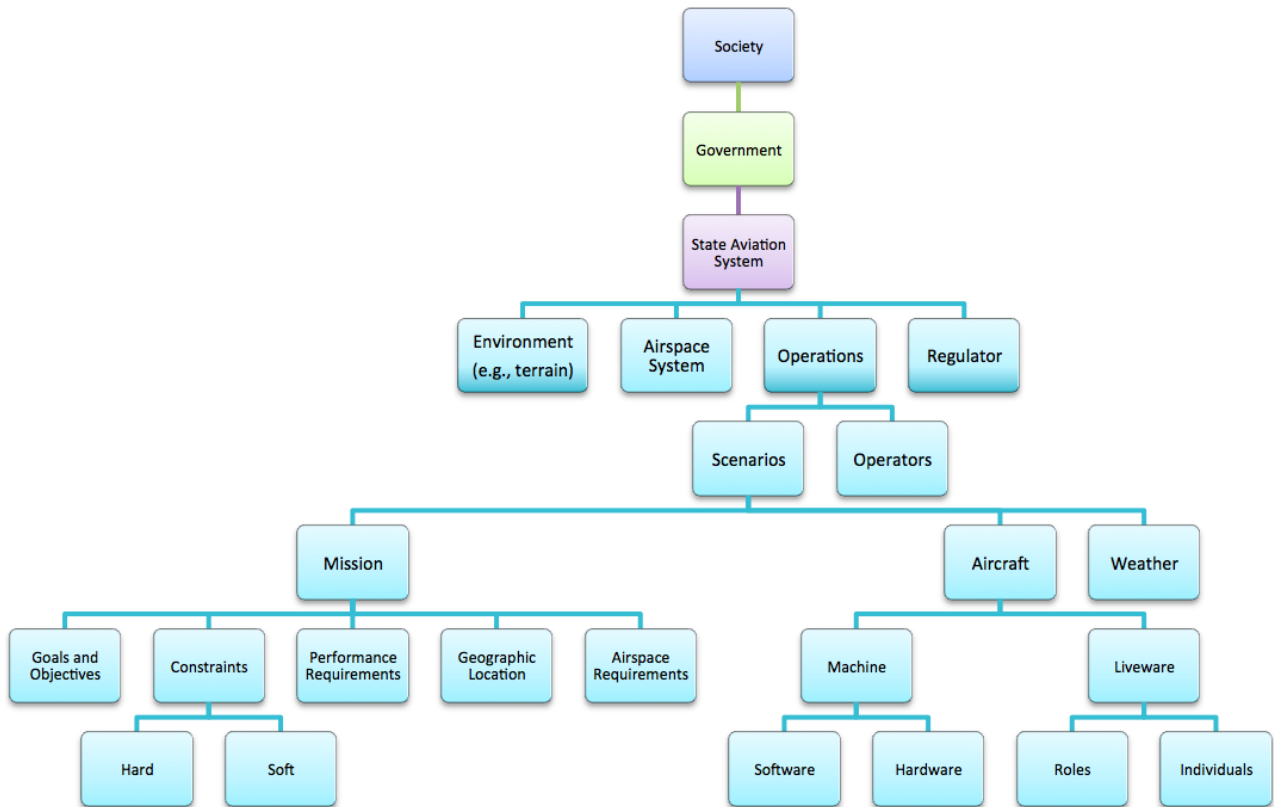 Society
Government
State Aviation
System
Environment
(e.g., terrain)
Airspace
System
Operations
Regulator
Scenarios
Operators
Mission
Aircraft
Weather
Goals and
Objectives
Constraints
Performance
Requirements
Geographic
Location
Airspace
Requirements
Machine
Liveware
Hard
Soft
Software
Hardware
Roles
Individuals